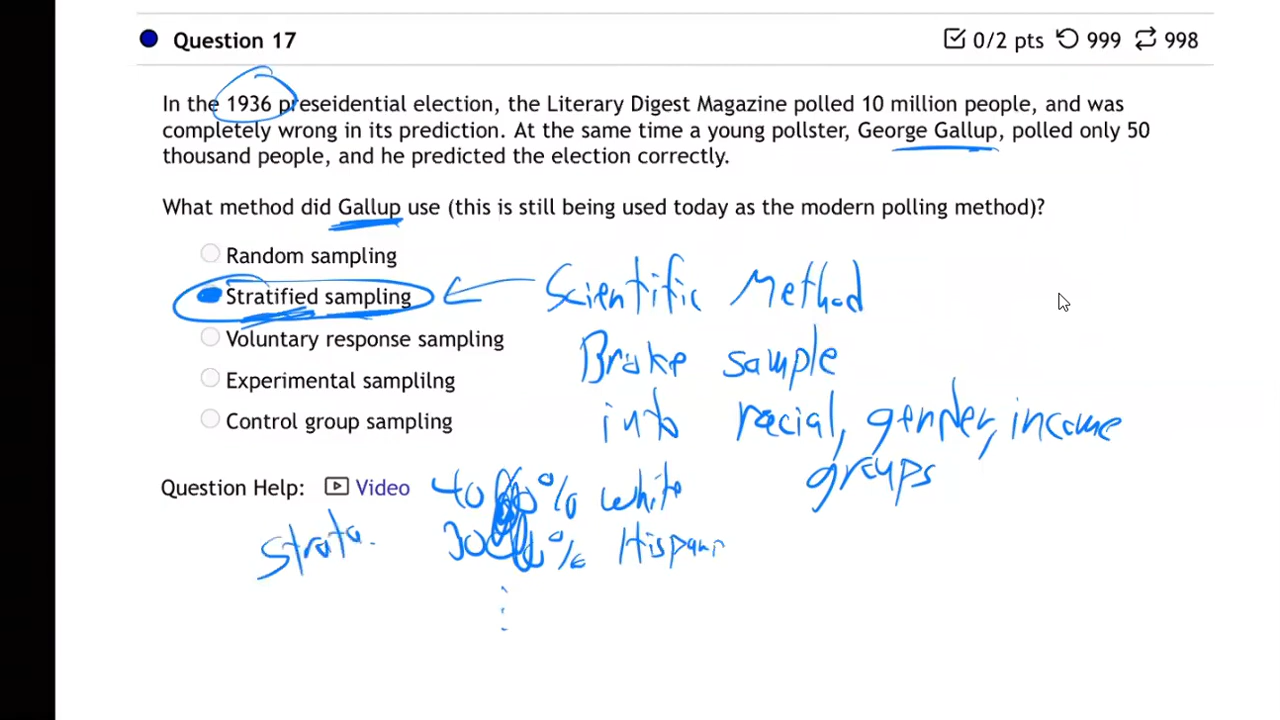 Question 17
0/2 pts 999 998
In the 1936 preseidential election, the Literary Digest Magazine polled 10 million people, and was
completely wrong in its prediction. At the same time a young pollster, George Gallup, polled only 50
thousand people, and he predicted the election correctly.
What method did Gallup use (this is still being used today as the modern polling method)?
Random sampling
Stratified sampling
Voluntary response sampling
Experimental samplilng
Control group sampling
Scientific Method
Brake sample
into racial, gender, income
groups
Question Help: Video
40 % white
30 % Hispani
Strata.